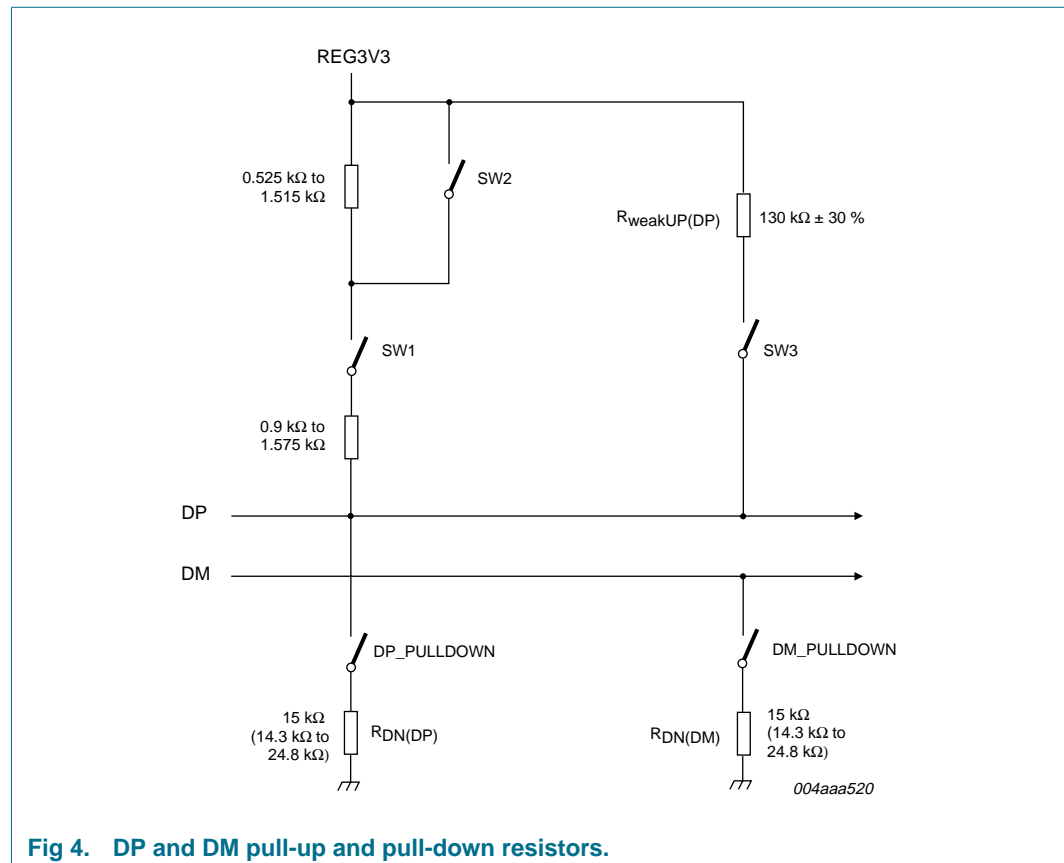 REG3V3
0.525 kΩ to
1.515 kΩ
SW2
RweakUP(DP)
130 kΩ ± 30 %
SW1
SW3
0.9 kΩ to
1.575 kΩ
DP
DM
DP_PULLDOWN
DM_PULLDOWN
15 kΩ
(14.3 kΩ to
24.8 kΩ)
RDN(DP)
RDN(DM)
15 kΩ
(14.3 kΩ to
24.8 kΩ)
004aaa520
Fig 4. DP and DM pull-up and pull-down resistors.